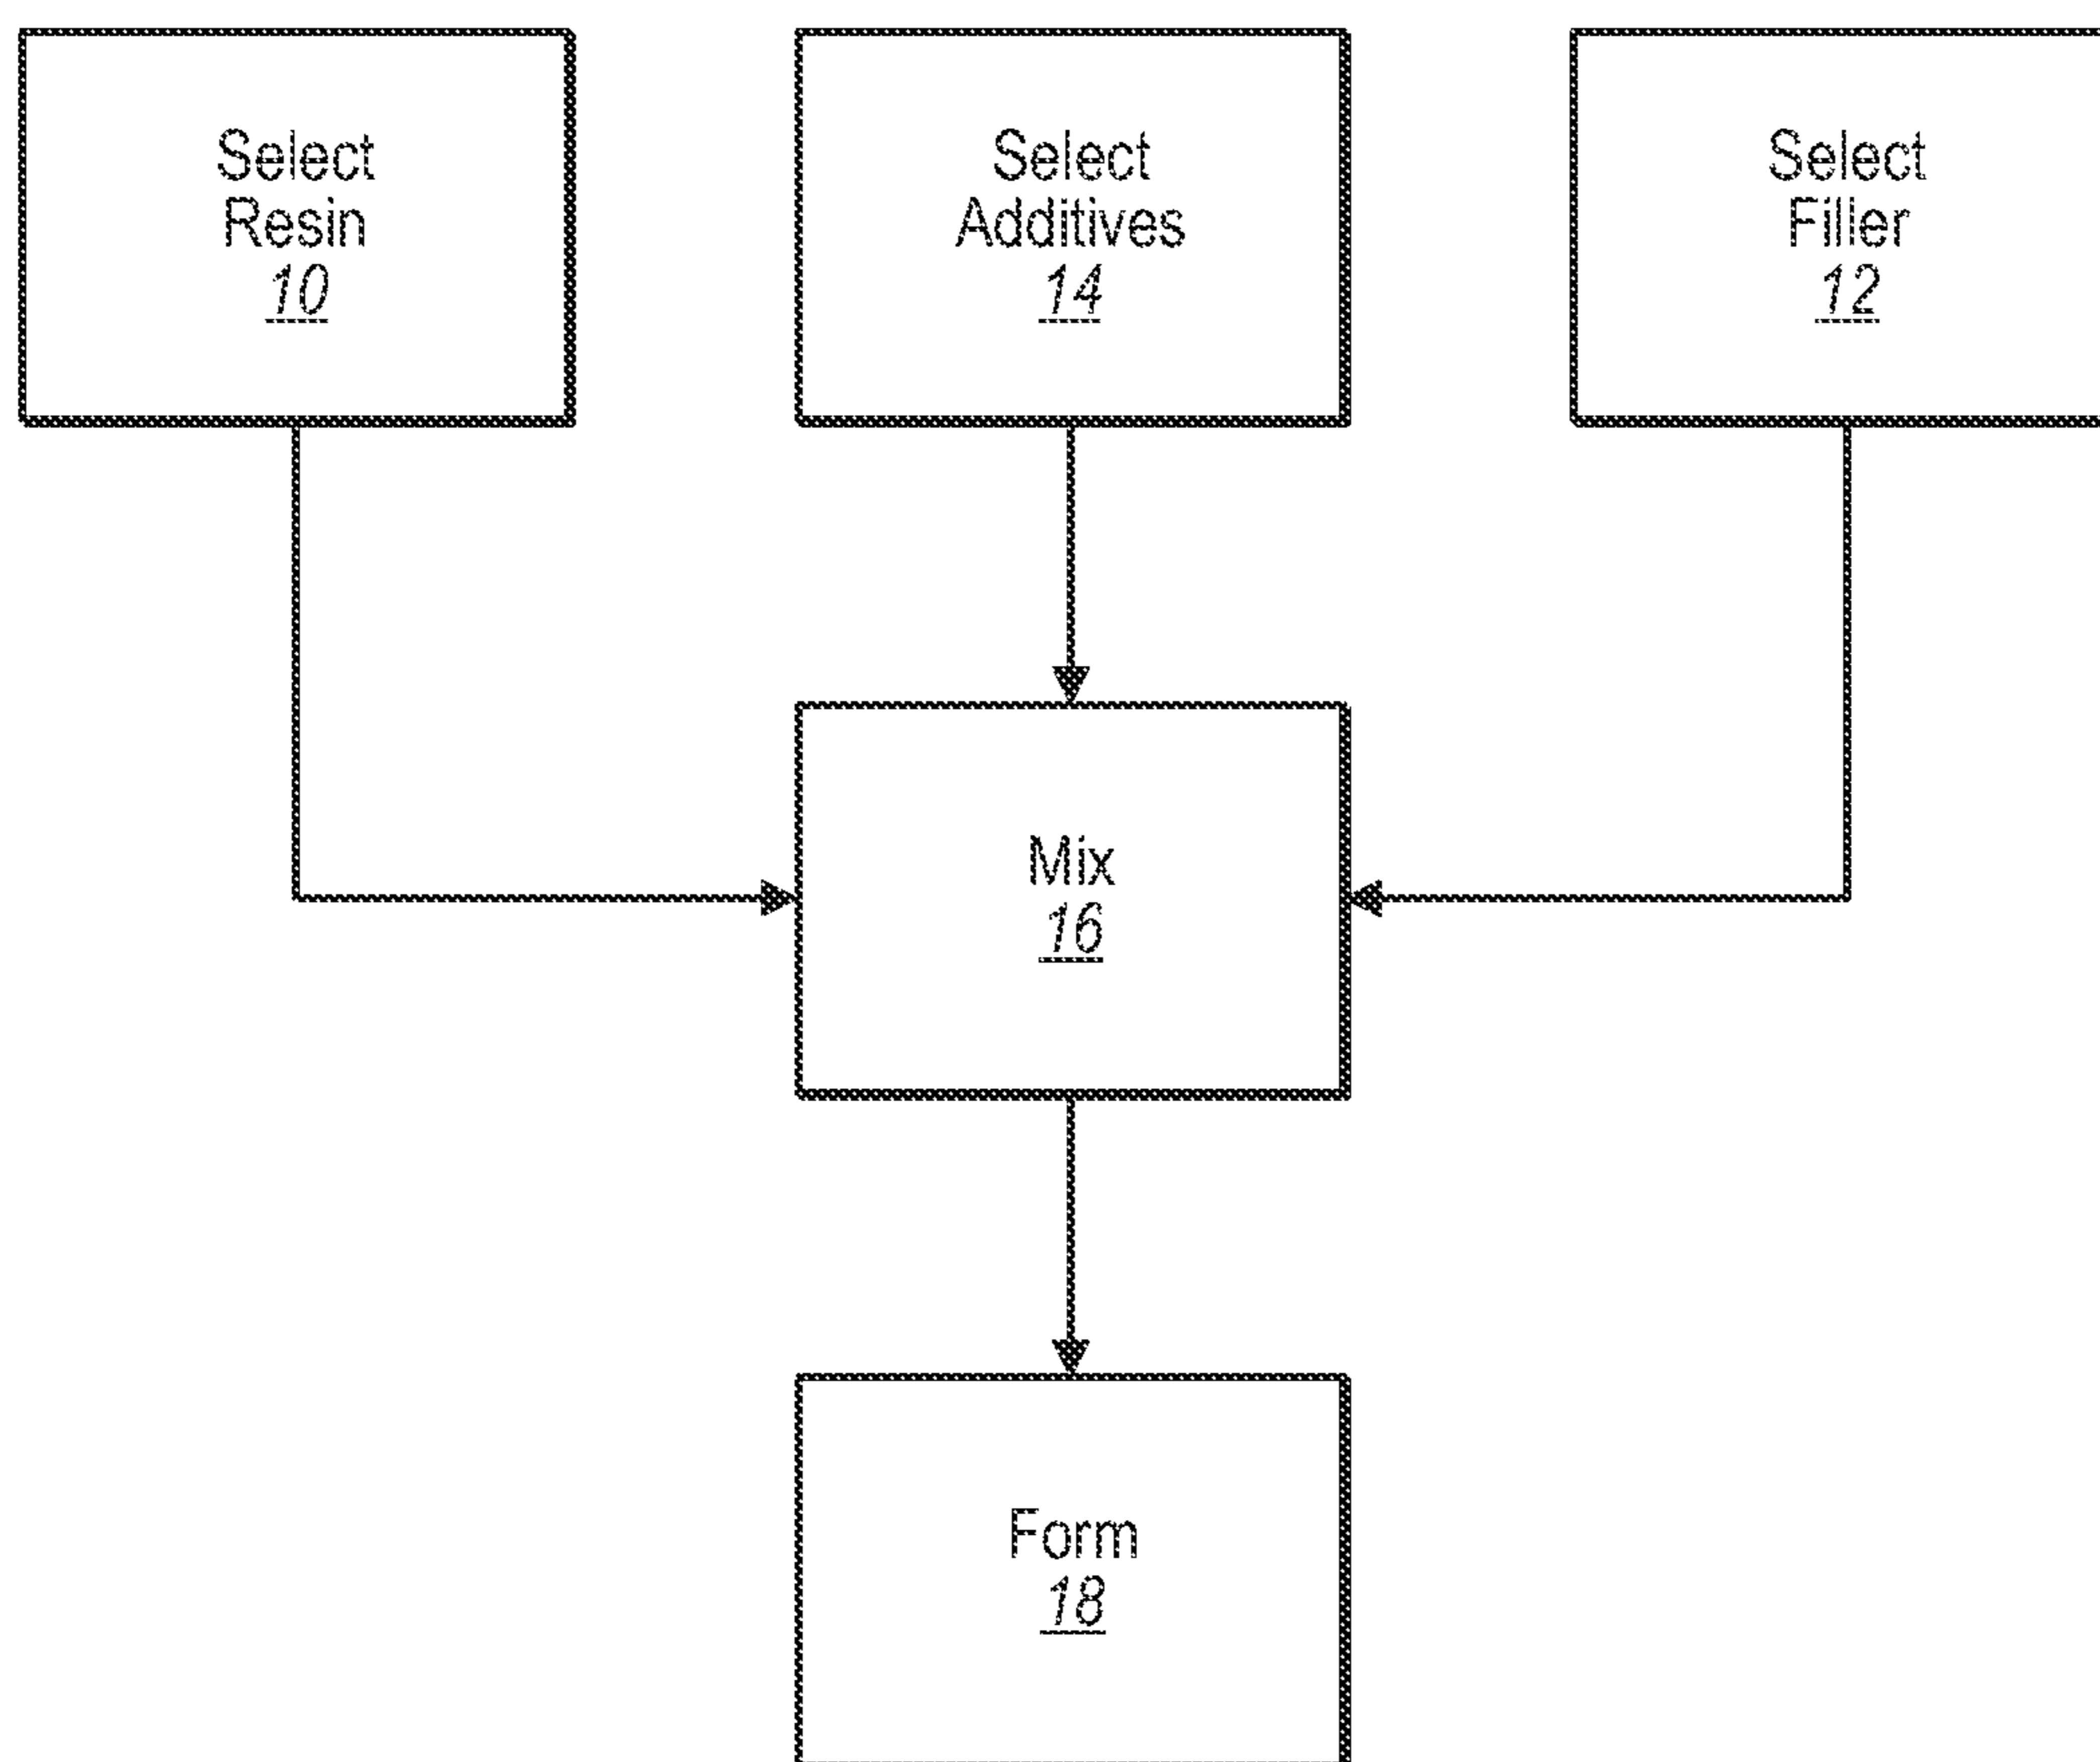 Select
Resin
10
Select
Additives
14
Select
Filler
12
Mix
16
Form
18